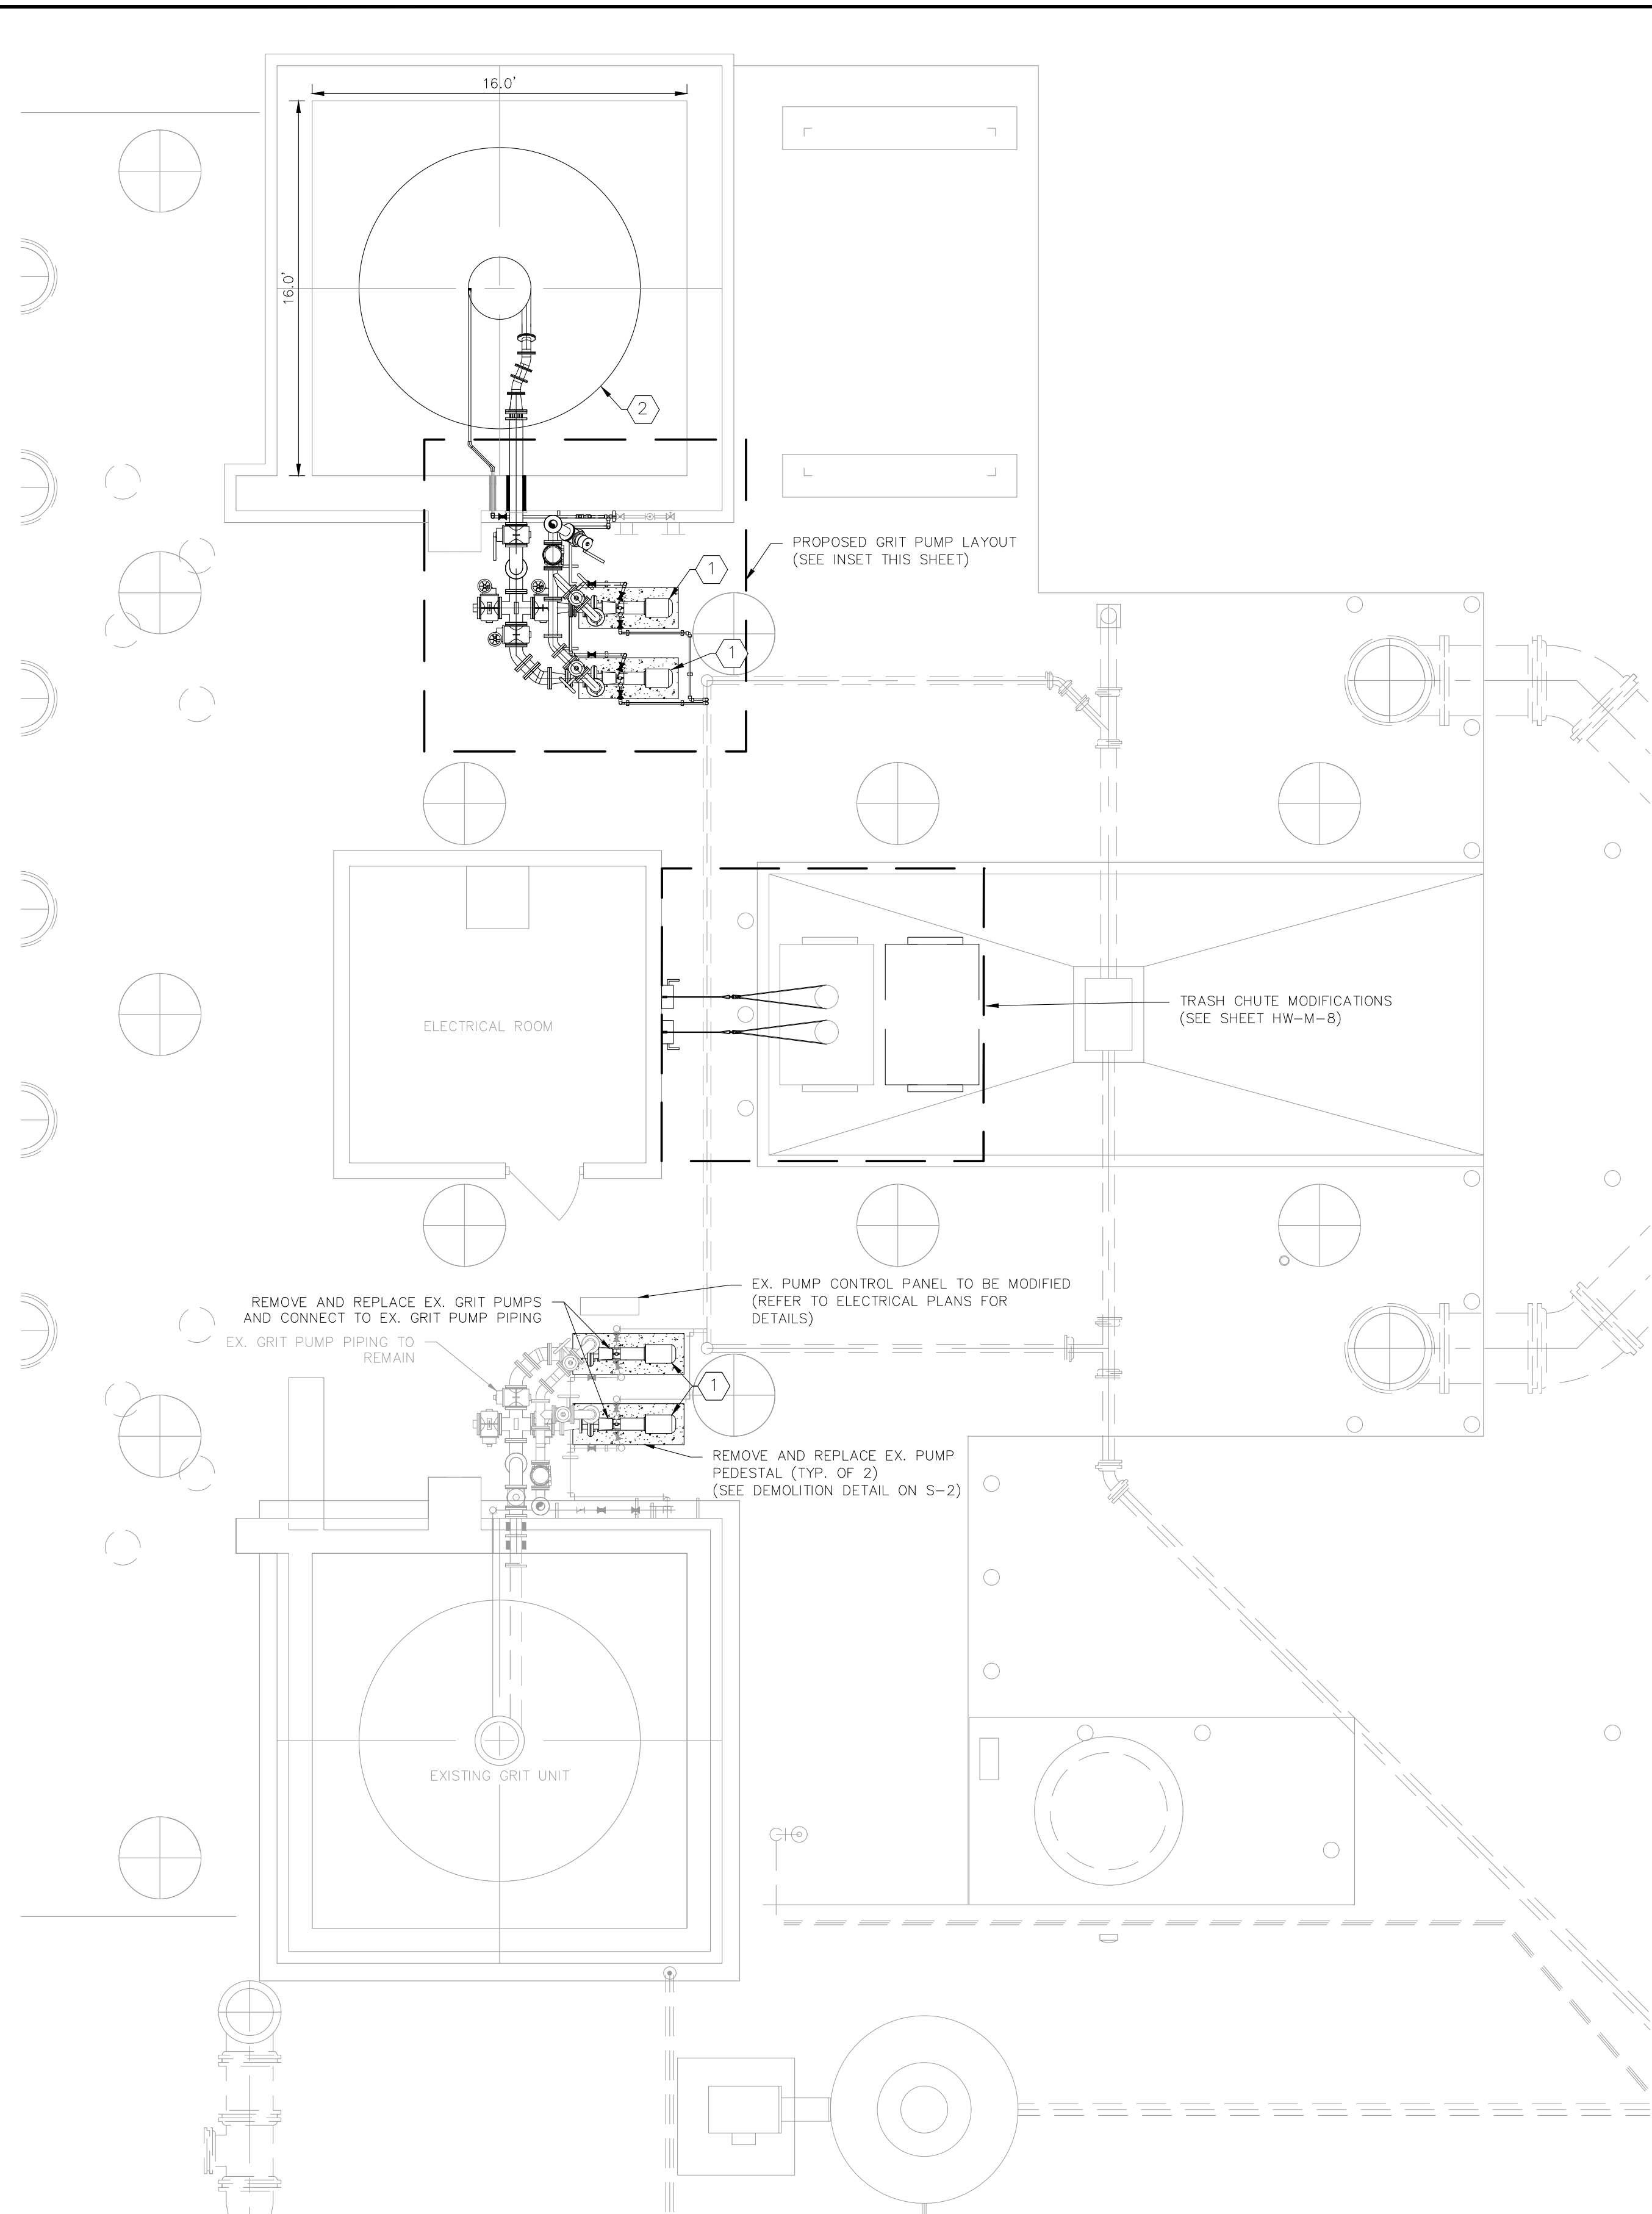 16.0'
16.0'
2
PROPOSED GRIT PUMP LAYOUT
(SEE INSET THIS SHEET)
1
1
TRASH CHUTE MODIFICATIONS
(SEE SHEET HW-M-8)
ELECTRICAL ROOM
EX. PUMP CONTROL PANEL TO BE MODIFIED
(REFER TO ELECTRICAL PLANS FOR
DETAILS)
REMOVE AND REPLACE EX. GRIT PUMPS
AND CONNECT TO EX. GRIT PUMP PIPING
EX. GRIT PUMP PIPING TO
REMAIN
1
REMOVE AND REPLACE EX. PUMP
PEDESTAL (TYP. OF 2)
(SEE DEMOLITION DETAIL ON S-2)
EXISTING GRIT UNIT